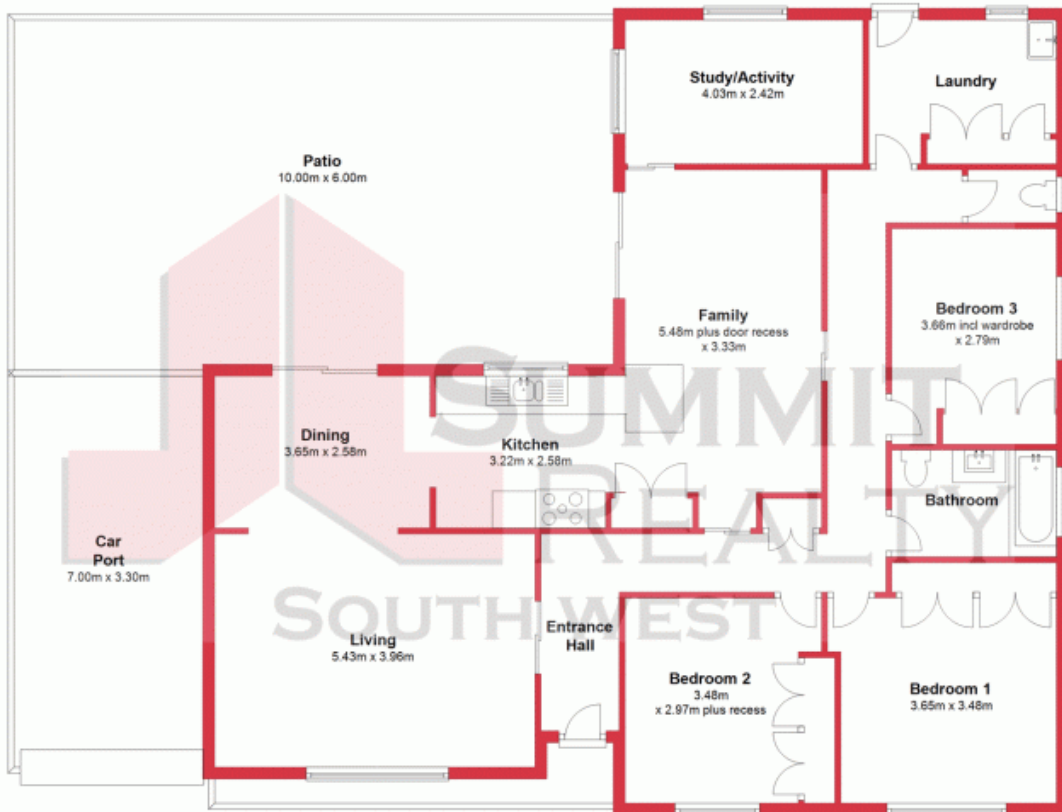 Study/Activity
4.03m x 2.42m
Laundry
Patio
10.00m x 6.00m
Family
5.48m plus door recess
x 3.33m
Bedroom 3
3.66m incl wardrobe
x 2.79m
Dining
3.65m x 2.58m
Kitchen
3.22m x 2.58m
Bathroom
Car
Port
7.00m x 3.30m
Living
5.43m x 3.96m
Entrance
Hall
Bedroom 2
3.48m
x 2.97m plus recess
Bedroom 1
3.65m x 3.48m
SUMMIT
REALTY
SOUTH WEST